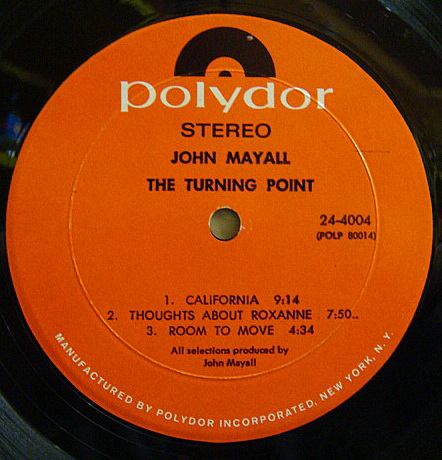 polydor
STEREO
JOHN MAYALL
THE TURNING POINT
24-4004
(POLP 80014)
1. CALIFORNIA 9:14
2. THOUGHTS ABOUT ROXANNE 7:50..
3. ROOM TO MOVE 4:34
All selections produced by
John Mayall
MANUFACTURED BY POLYDOR INCORPORATED, NEW YORK, N. Y.